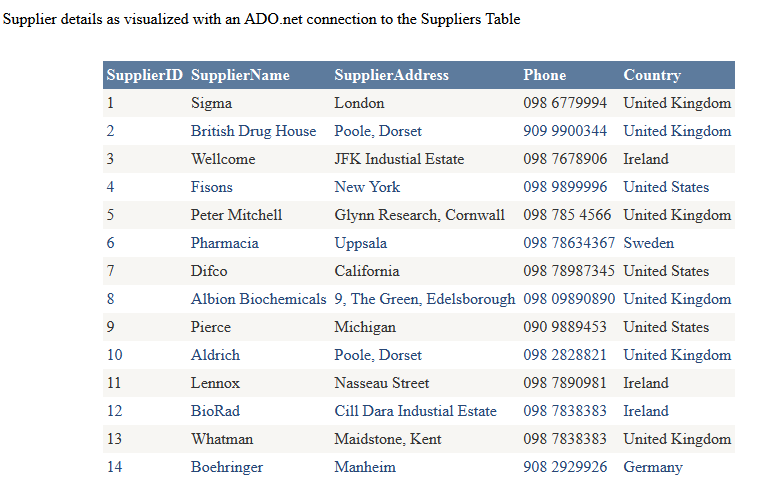 Supplier details as visualized with an ADO.net connection to the Suppliers Table
SupplierID SupplierName SupplierAddress Phone Country
1 Sigma London 098 6779994 United Kingdom
2 British Drug House Poole, Dorset 909 9900344 United Kingdom
3 Wellcome JFK Industial Estate 098 7678906 Ireland
4 Fisons New York 098 9899996 United States
5 Peter Mitchell Glynn Research, Cornwall 098 785 4566 United Kingdom
6 Pharmacia Uppsala 098 78634367 Sweden
7 Difco California 098 78987345 United States
8 Albion Biochemicals 9, The Green, Edelsborough 098 09890890 United Kingdom
9 Pierce Michigan 090 9889453 United States
10 Aldrich Poole, Dorset 098 2828821 United Kingdom
11 Lennox Nasseau Street 098 7890981 Ireland
12 BioRad Cill Dara Industial Estate 098 7838383 Ireland
13 Whatman Maidstone, Kent 098 7838383 United Kingdom
14 Boehringer Manheim 908 2929926 Germany